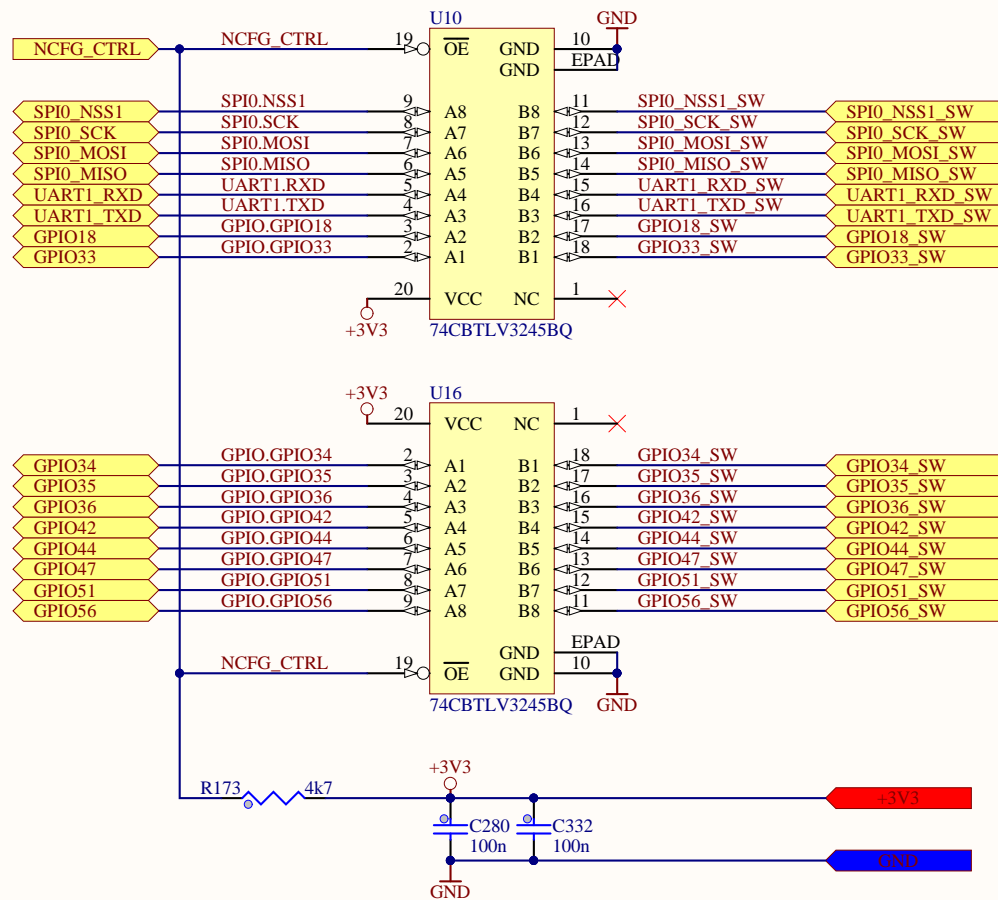 U10
GND
NCFG_CTRL NCFG_CTRL 19 OE GND 10
GND EPAD
SPI0_NSS1 SPI0.NSS1 9 A8 B8 11 SPI0_NSS1_SW SPI0_NSS1_SW
SPI0_SCK SPI0.SCK 8 A7 B7 12 SPI0_SCK_SW SPI0_SCK_SW
SPI0_MOSI SPI0.MOSI 7 A6 B6 13 SPI0_MOSI_SW SPI0_MOSI_SW
SPI0_MISO SPI0.MISO 6 A5 B5 14 SPI0_MISO_SW SPI0_MISO_SW
UART1_RXD UART1.RXD 5 A4 B4 15 UART1_RXD_SW UART1_RXD_SW
UART1_TXD UART1.TXD 4 A3 B3 16 UART1_TXD_SW UART1_TXD_SW
GPIO18 GPIO.GPIO18 3 A2 B2 17 GPIO18_SW GPIO18_SW
GPIO33 GPIO.GPIO33 2 A1 B1 18 GPIO33_SW GPIO33_SW
20 VCC NC 1
+3V3
74CBTLV3245BQ
U16
+3V3
20 VCC NC 1
GPIO34 GPIO.GPIO34 2 A1 B1 18 GPIO34_SW GPIO34_SW
GPIO35 GPIO.GPIO35 3 A2 B2 17 GPIO35_SW GPIO35_SW
GPIO36 GPIO.GPIO36 4 A3 B3 16 GPIO36_SW GPIO36_SW
GPIO42 GPIO.GPIO42 5 A4 B4 15 GPIO42_SW GPIO42_SW
GPIO44 GPIO.GPIO44 6 A5 B5 14 GPIO44_SW GPIO44_SW
GPIO47 GPIO.GPIO47 7 A6 B6 13 GPIO47_SW GPIO47_SW
GPIO51 GPIO.GPIO51 8 A7 B7 12 GPIO51_SW GPIO51_SW
GPIO56 GPIO.GPIO56 9 A8 B8 11 GPIO56_SW GPIO56_SW
GND EPAD
NCFG_CTRL 19 OE GND 10
74CBTLV3245BQ
GND
+3V3
R173 4k7
+3V3
C280 C332
100n 100n
GND
GND